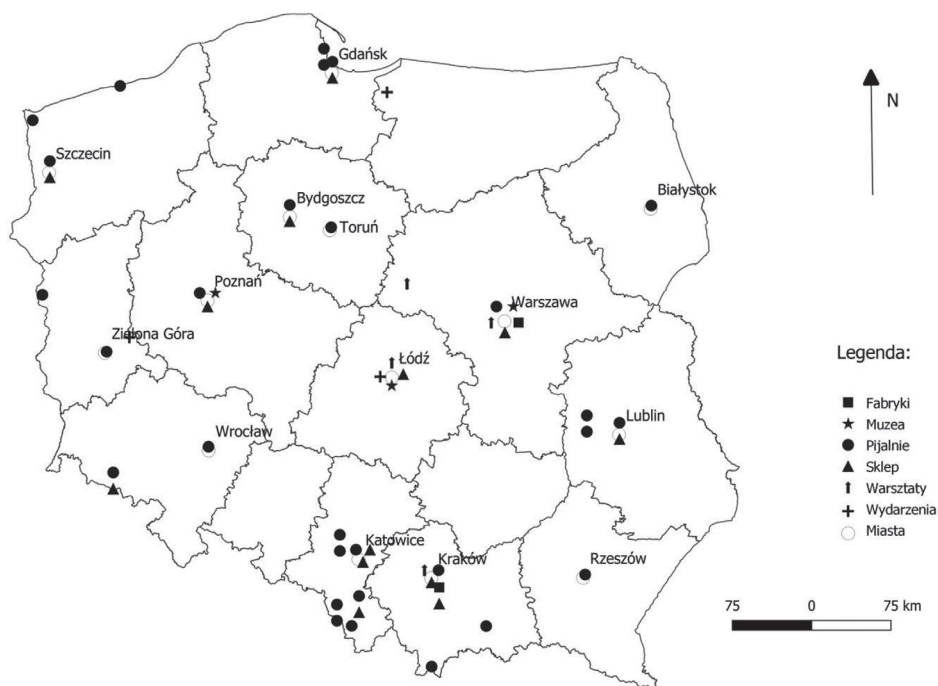 Gdańsk
N
Szczecin
Bydgoszcz
Białystok
Toruń
Poznań
Warszawa
Zielona Góra
Łódź
Legenda:
Fabryki
Muzea
Pijalnie
Sklep
Warsztaty
Wydarzenia
Miasta
Lublin
Wrocław
Katowice
Kraków
Rzeszów
75 0 75 km